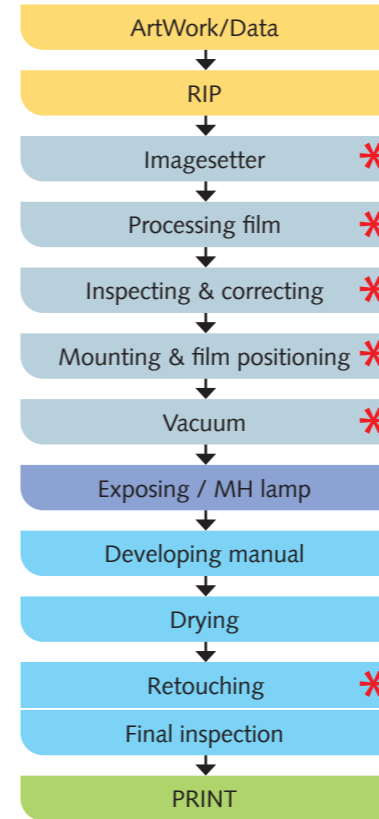 ArtWork/Data
RIP
Imagesetter *
Processing film *
Inspecting & correcting *
Mounting & film positioning *
Vacuum *
Exposing / MH lamp
Developing manual
Drying
Retouching *
Final inspection
PRINT